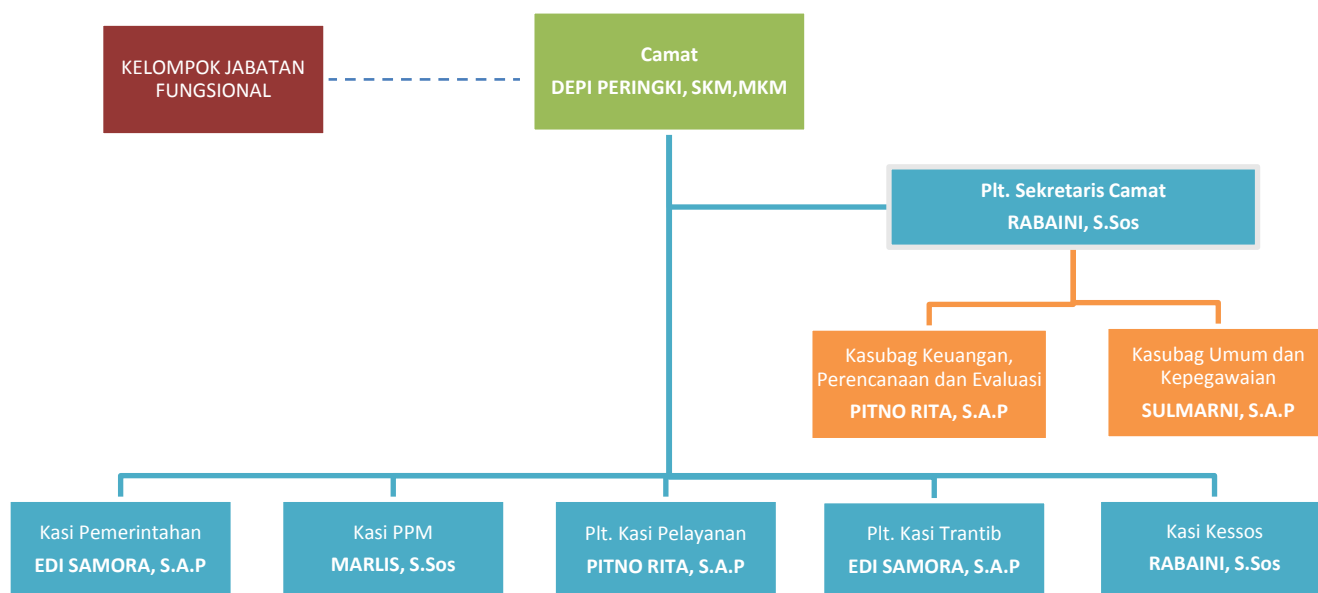 KELOMPOK JABATAN
FUNGSIONAL
Camat
DEPI PERINGKI, SKM,MKM
Plt. Sekretaris Camat
RABAINI, S.Sos
Kasubag Keuangan,
Perencanaan dan Evaluasi
PITNO RITA, S.A.P
Kasubag Umum dan
Kepegawaian
SULMARNI, S.A.P
Kasi Pemerintahan
EDI SAMORA, S.A.P
Kasi PPM
MARLIS, S.Sos
Plt. Kasi Pelayanan
PITNO RITA, S.A.P
Plt. Kasi Trantib
EDI SAMORA, S.A.P
Kasi Kessos
RABAINI, S.Sos